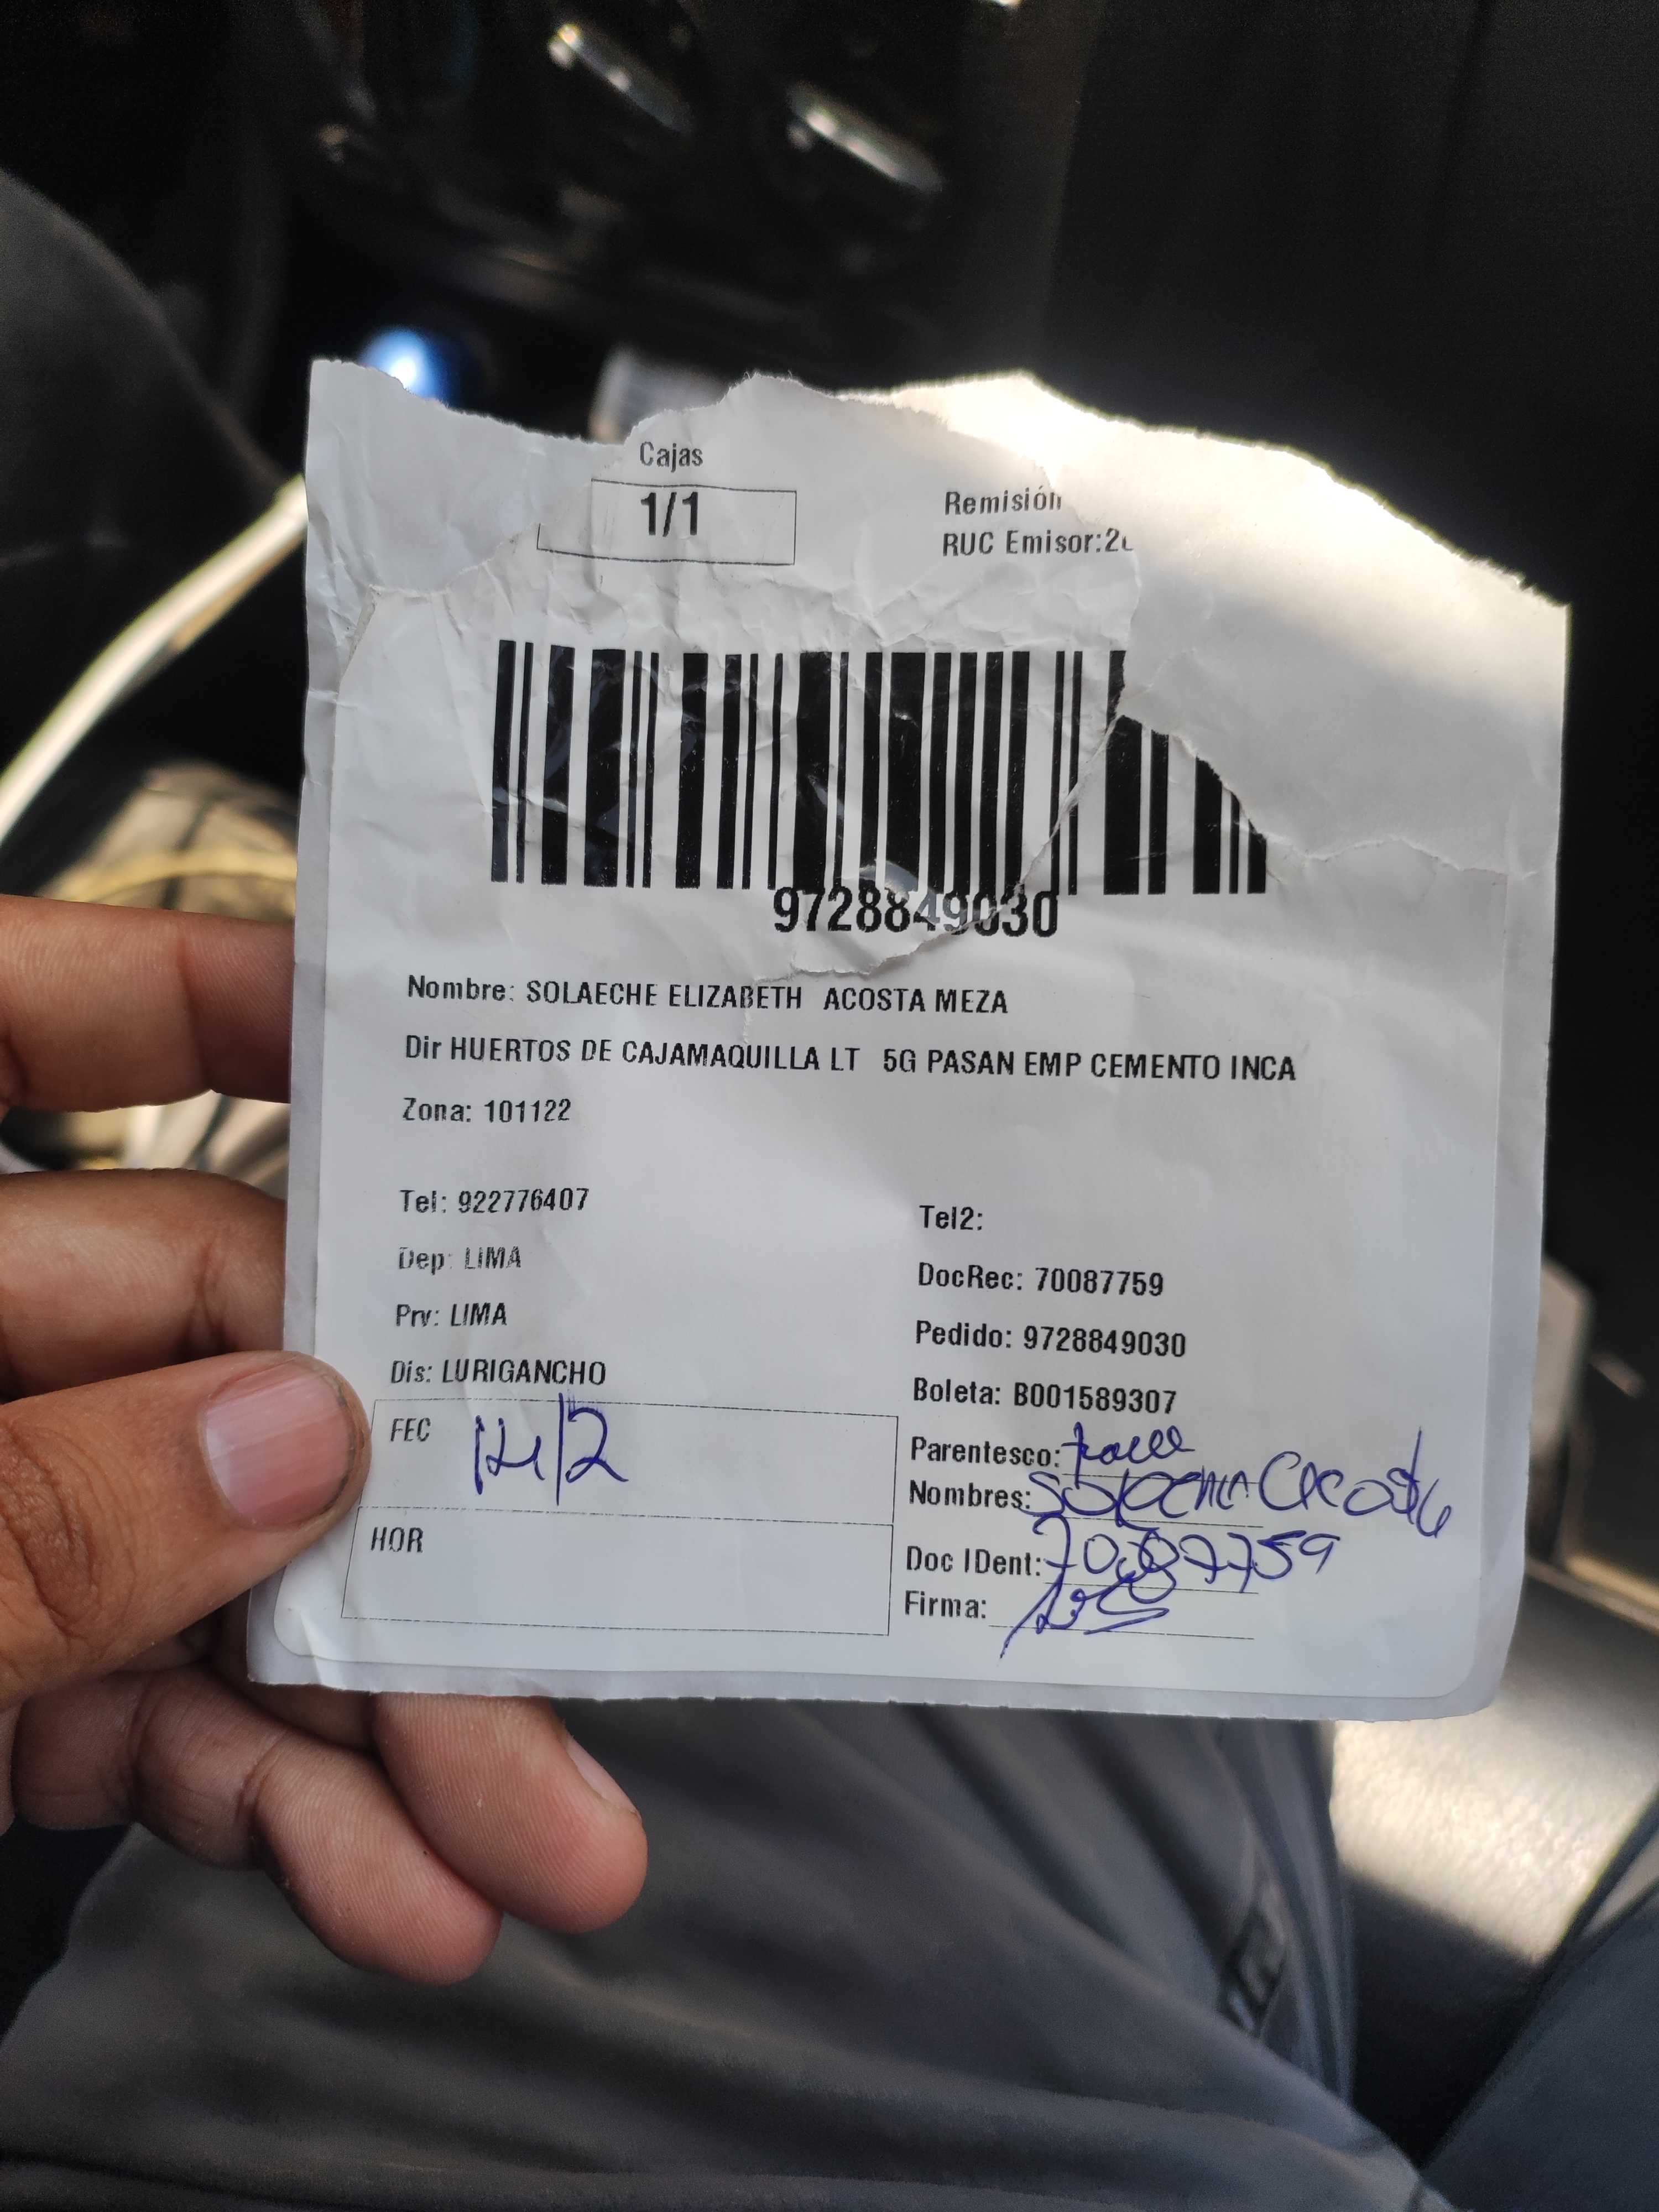 Cajas
1/1
Remisión
RUC Emisor:2
9728849030
Nombre: SOLAECHE ELIZABETH ACOSTA MEZA
Dir HUERTOS DE CAJAMAQUILLA LT 5G PASAN EMP CEMENTO INCA
Zona: 101122
Tel: 922776407
Tel2:
Dep: LIMA
DocRec: 70087759
Prv: LIMA
Pedido: 9728849030
Dis: LURIGANCHO
Boleta: B001589307
FEC 14/2
Parentesco:
Nombres: Acosta
HOR
Doc IDent: 70087759
Firma: